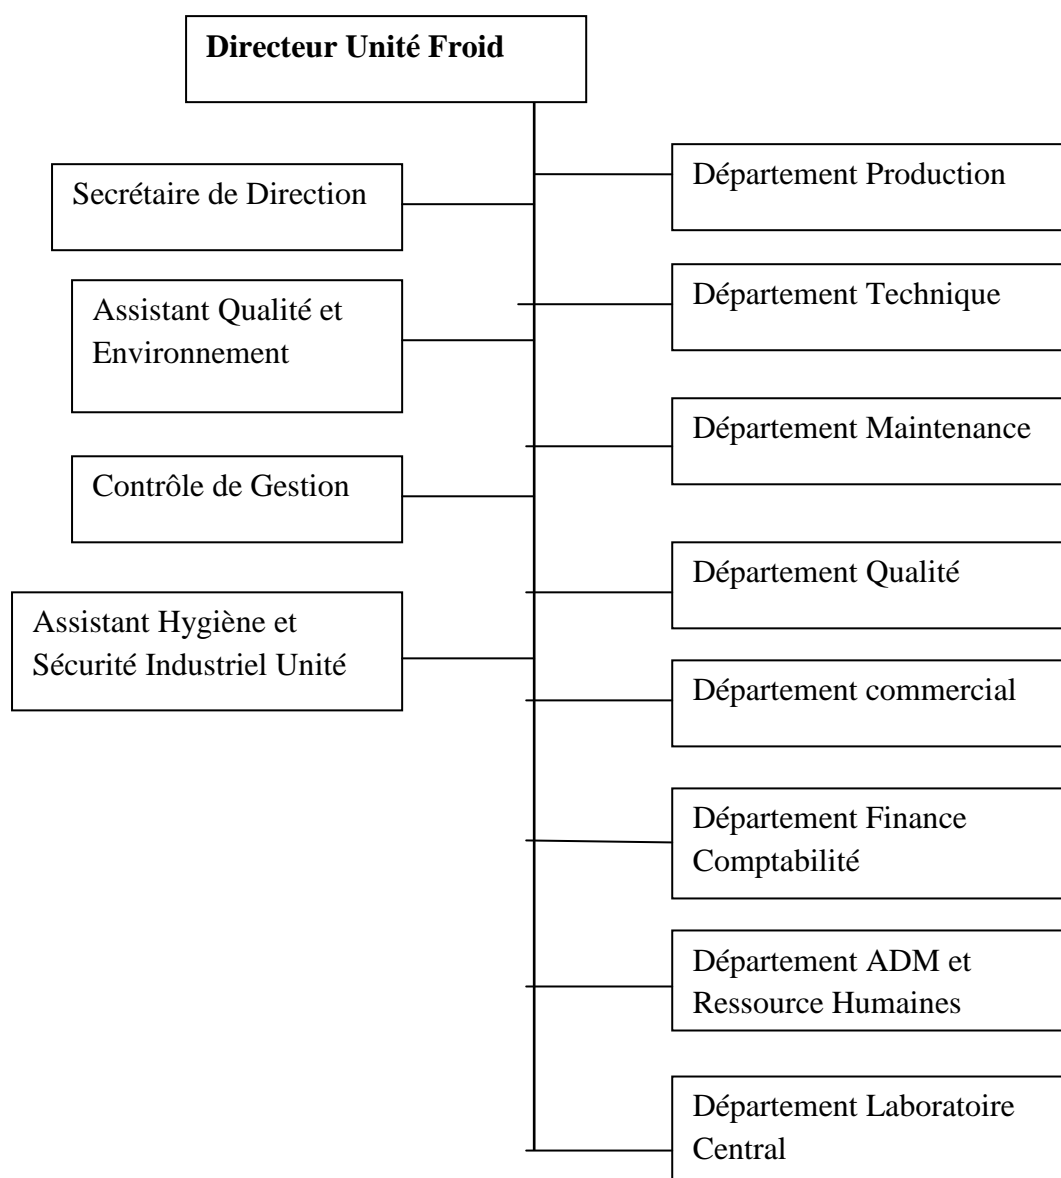 Directeur Unité Froid
Secrétaire de Direction
Assistant Qualité et
Environnement
Contrôle de Gestion
Assistant Hygiène et
Sécurité Industriel Unité
Département Production
Département Technique
Département Maintenance
Département Qualité
Département commercial
Département Finance
Comptabilité
Département ADM et
Ressource Humaines
Département Laboratoire
Central